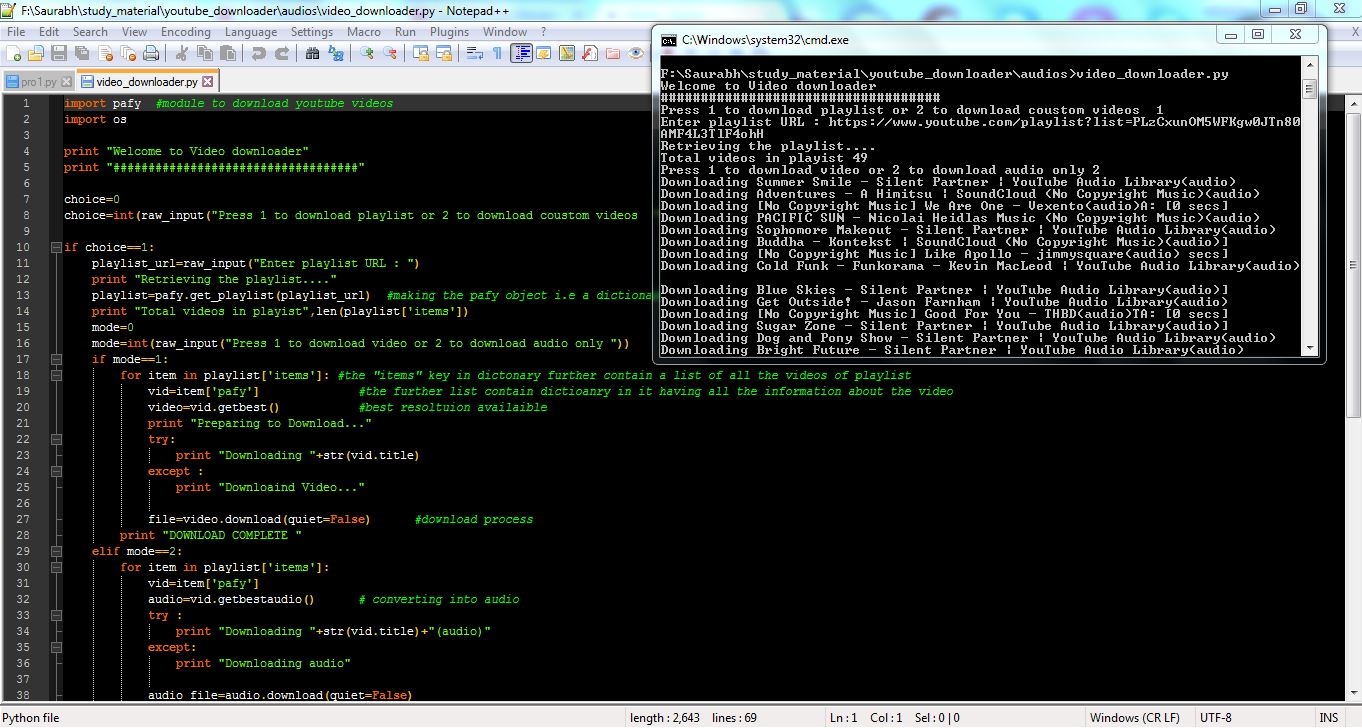 F:\Saurabh\study_material\youtube_downloader\audios\video_downloader.py - Notepad++
File Edit Search View Encoding Language Settings Macro Run Plugins Window ?
X
pro1.py
video_downloader.py
1 import pafy #module to download youtube videos
2 import os
3
4 print "Welcome to Video downloader"
5 print "##################################"
6
7 choice=0
8 choice=int(raw_input("Press 1 to download playlist or 2 to download coustom videos
9
10 if choice==1:
11 playlist_url=raw_input("Enter playlist URL : ")
12 print "Retrieving the playlist...."
13 playlist=pafy.get_playlist(playlist_url) #making the pafy object i.e a dictiona
14 print "Total videos in playist",len(playlist['items'])
15 mode=0
16 mode=int(raw_input("Press 1 to download video or 2 to download audio only "))
17 if mode==1:
18 for item in playlist['items']: #the "items" key in dictonary further contain a list of all the videos of playlist
19 vid=item['pafy'] #the further list contain dictioanry in it having all the information about the video
20 video=vid.getbest() #best resoltuion availaible
21 print "Preparing to Download..."
22 try:
23 print "Downloading "+str(vid.title)
24 except :
25 print "Downloaind Video..."
26
27 file=video.download(quiet=False) #download process
28 print "DOWNLOAD COMPLETE "
29 elif mode==2:
30 for item in playlist['items']:
31 vid=item['pafy']
32 audio=vid.getbestaudio() # converting into audio
33 try :
34 print "Downloading "+str(vid.title)+"(audio)"
35 except:
36 print "Downloading audio"
37
38 audio_file=audio.download(quiet=False)
C:\Windows\system32\cmd.exe
F:\Saurabh\study_material\youtube_downloader\audios>video_downloader.py
Welcome to Video downloader
##################################
Press 1 to download playlist or 2 to download coustom videos 1
Enter playlist URL : https://www.youtube.com/playlist?list=PLzCxunOM5WFKgw0JTn80
AMF4L3TlF4ohH
Retrieving the playlist....
Total videos in playist 49
Press 1 to download video or 2 to download audio only 2
Downloading Summer Smile - Silent Partner ¦ YouTube Audio Library(audio)
Downloading Adventures - A Himitsu ¦ SoundCloud (No Copyright Music)(audio)
Downloading [No Copyright Music] We Are One - Vexento(audio)A: [0 secs]
Downloading PACIFIC SUN - Nicolai Heidlas Music (No Copyright Music)(audio)
Downloading Sophomore Makeout - Silent Partner ¦ YouTube Audio Library(audio)
Downloading Buddha - Kontekst ¦ SoundCloud (No Copyright Music)(audio)]
Downloading [No Copyright Music] Like Apollo - jimmysquare(audio) secs]
Downloading Cold Funk - Funkorama - Kevin MacLeod ¦ YouTube Audio Library(audio)
Downloading Blue Skies - Silent Partner ¦ YouTube Audio Library(audio)]
Downloading Get Outside! - Jason Farnham ¦ YouTube Audio Library(audio)
Downloading [No Copyright Music] Good For You - THBD(audio)TA: [0 secs]
Downloading Sugar Zone - Silent Partner ¦ YouTube Audio Library(audio)]
Downloading Dog and Pony Show - Silent Partner ¦ YouTube Audio Library(audio)
Downloading Bright Future - Silent Partner ¦ YouTube Audio Library(audio)
Python file length : 2,643 lines : 69 Ln : 1 Col : 1 Sel : 0 | 0 Windows (CR LF) UTF-8 INS